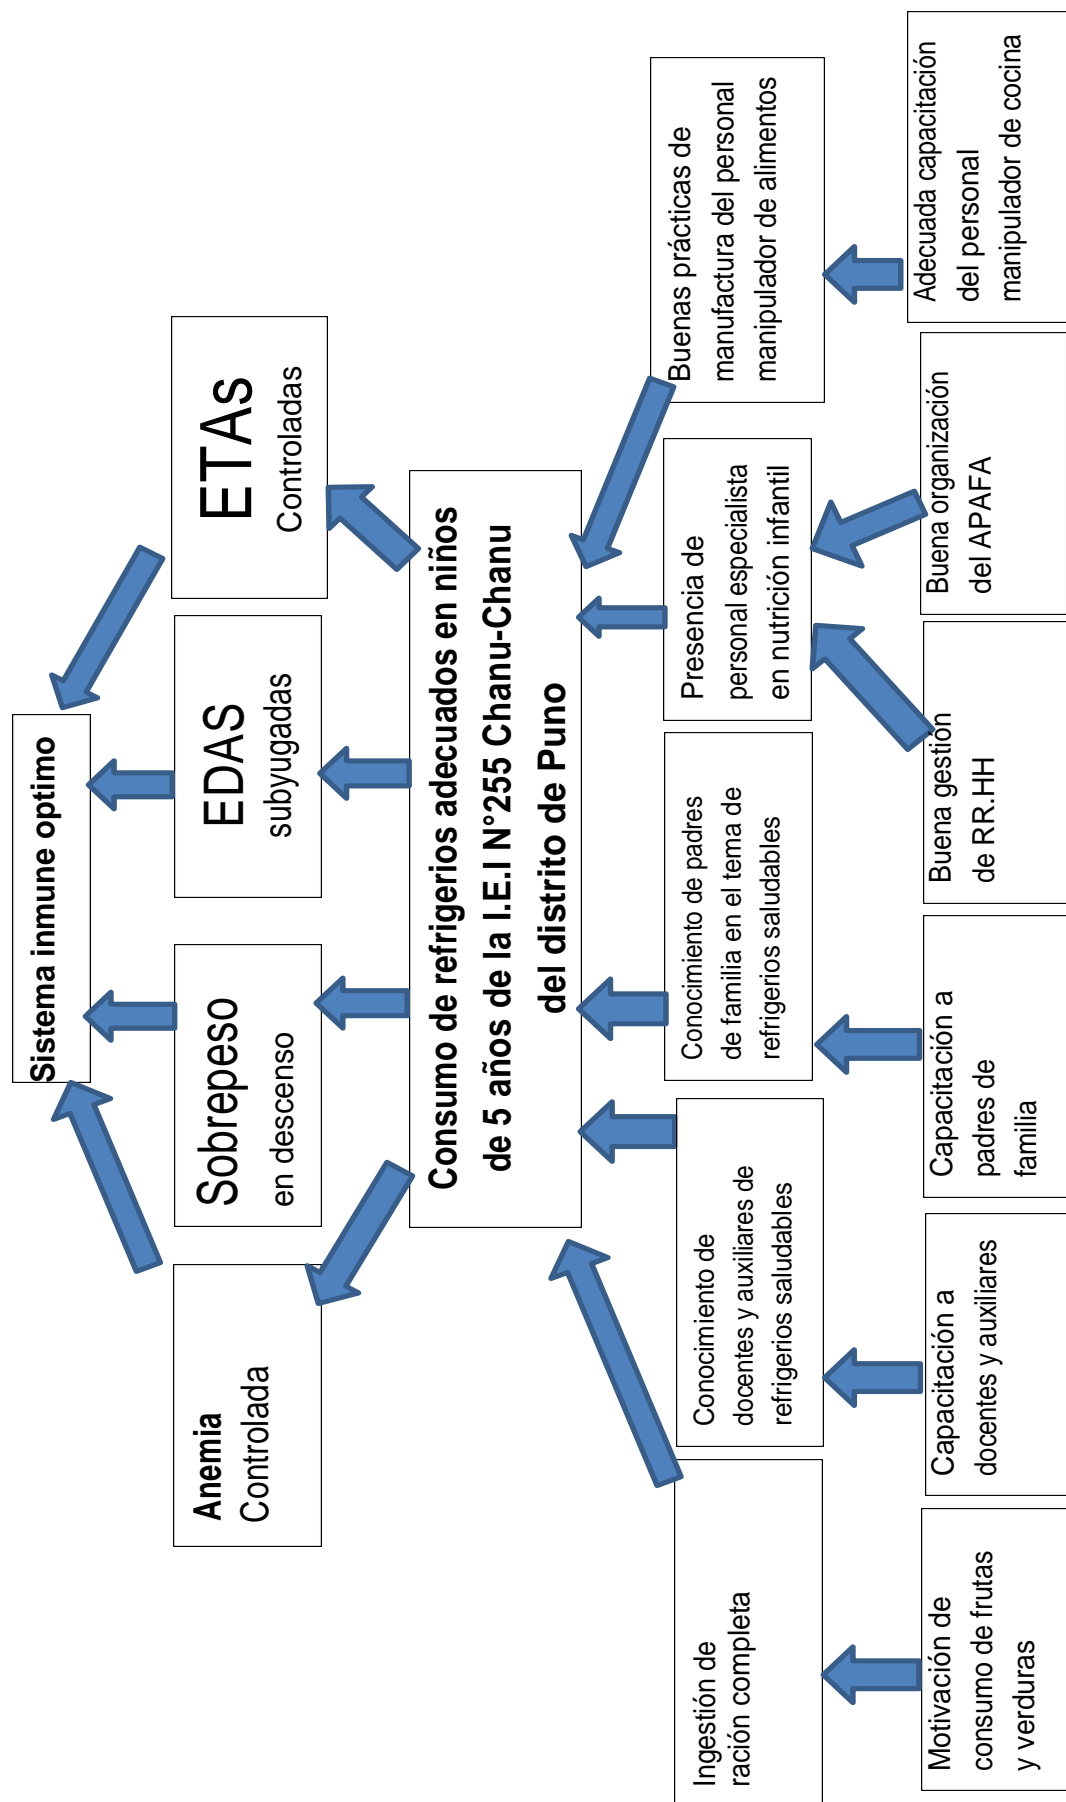 Sistema inmune optimo
Anemia
Controlada
Sobrepeso
en descenso
EDAS
subyugadas
ETAs
Controladas
Consumo de refrigerios adecuados en niños
de 5 años de la I.E.I N°255 Chanu-Chanu
del distrito de Puno
Ingestión de
ración completa
Conocimiento de
docentes y auxiliares de
refrigerios saludables
Conocimiento de padres
de familia en el tema de
refrigerios saludables
Presencia de
personal especialista
en nutrición infantil
Buenas prácticas de
manufactura del personal
manipulador de alimentos
Motivación de
consumo de frutas
y verduras
Capacitación a
docentes y auxiliares
Capacitación a
padres de
familia
Buena gestión
de RR.HH
Buena organización
del APAFA
Adecuada capacitación
del personal
manipulador de cocina